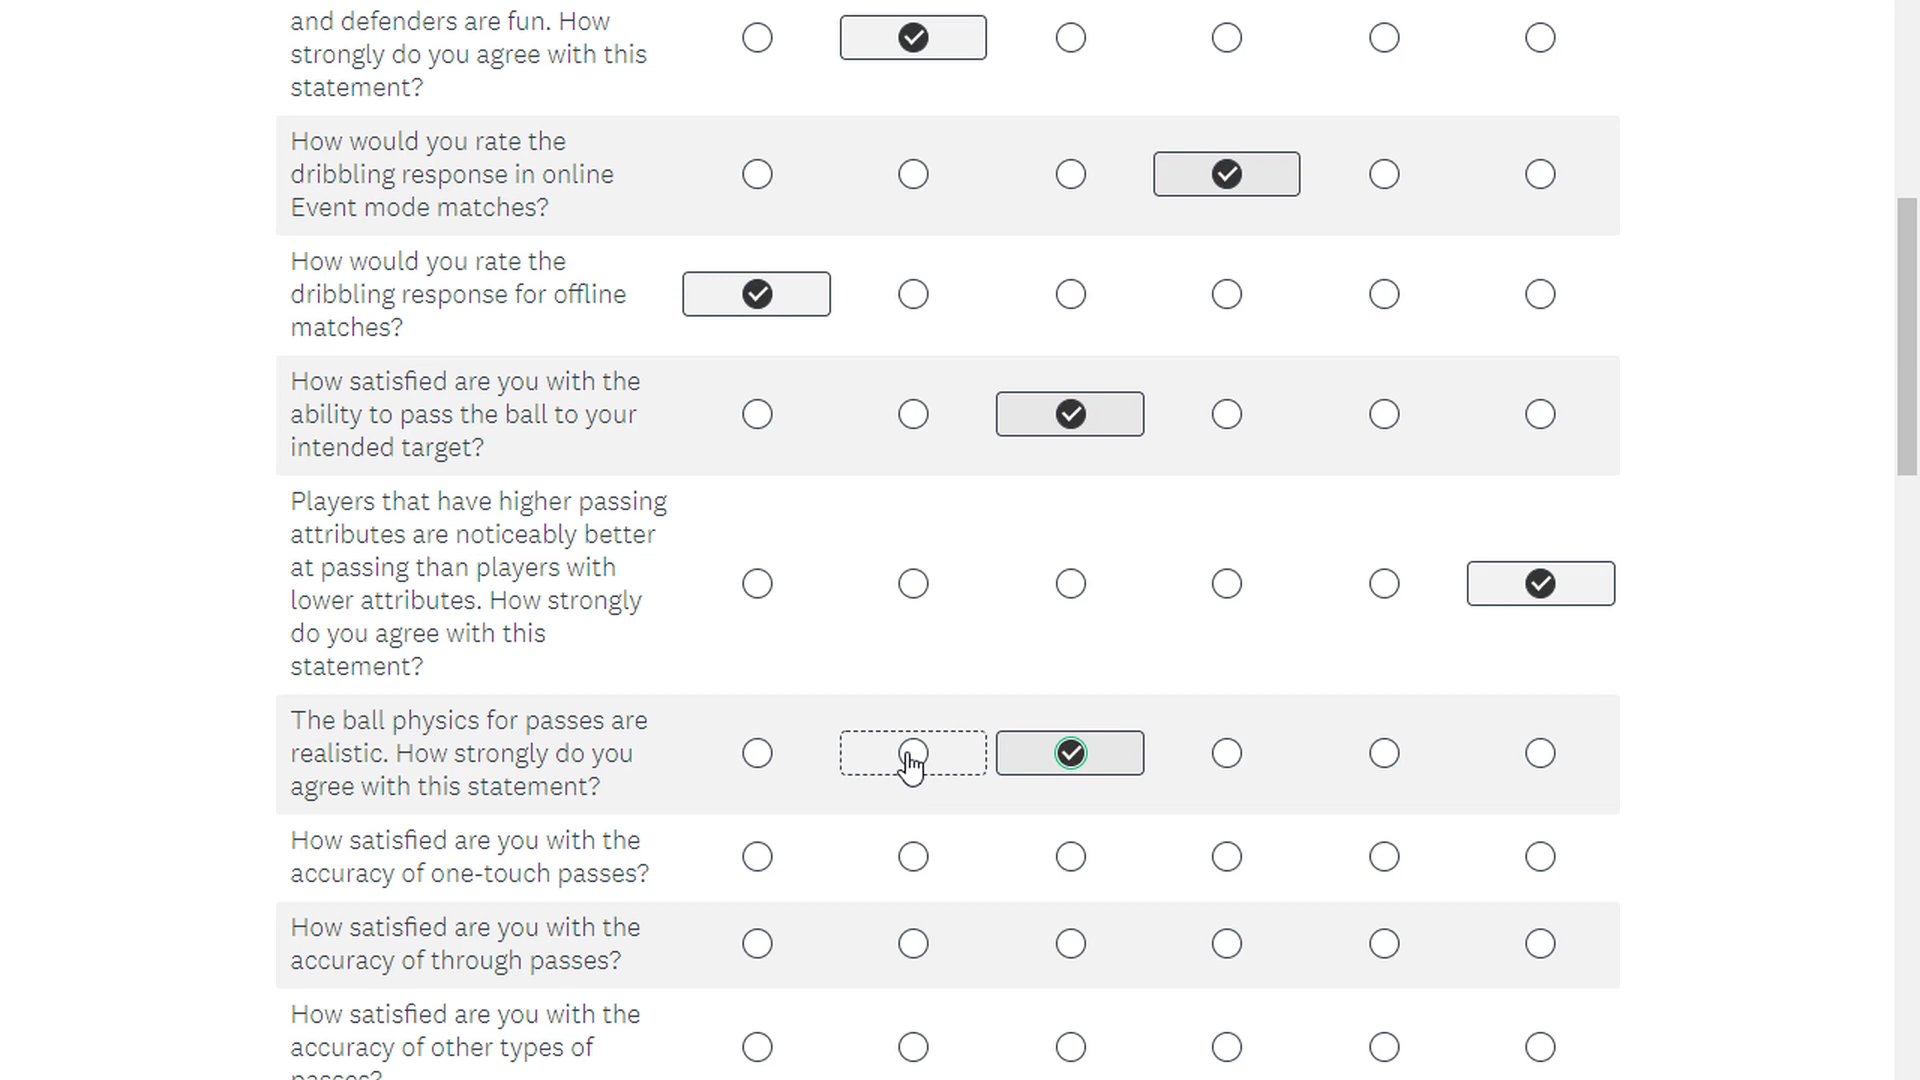 and defenders are fun. How
strongly do you agree with this
statement?
How would you rate the
dribbling response in online
Event mode matches?
How would you rate the
dribbling response for offline
matches?
How satisfied are you with the
ability to pass the ball to your
intended target?
Players that have higher passing
attributes are noticeably better
at passing than players with
lower attributes. How strongly
do you agree with this
statement?
The ball physics for passes are
realistic. How strongly do you
agree with this statement?
How satisfied are you with the
accuracy of one-touch passes?
How satisfied are you with the
accuracy of through passes?
How satisfied are you with the
accuracy of other types of
passes?